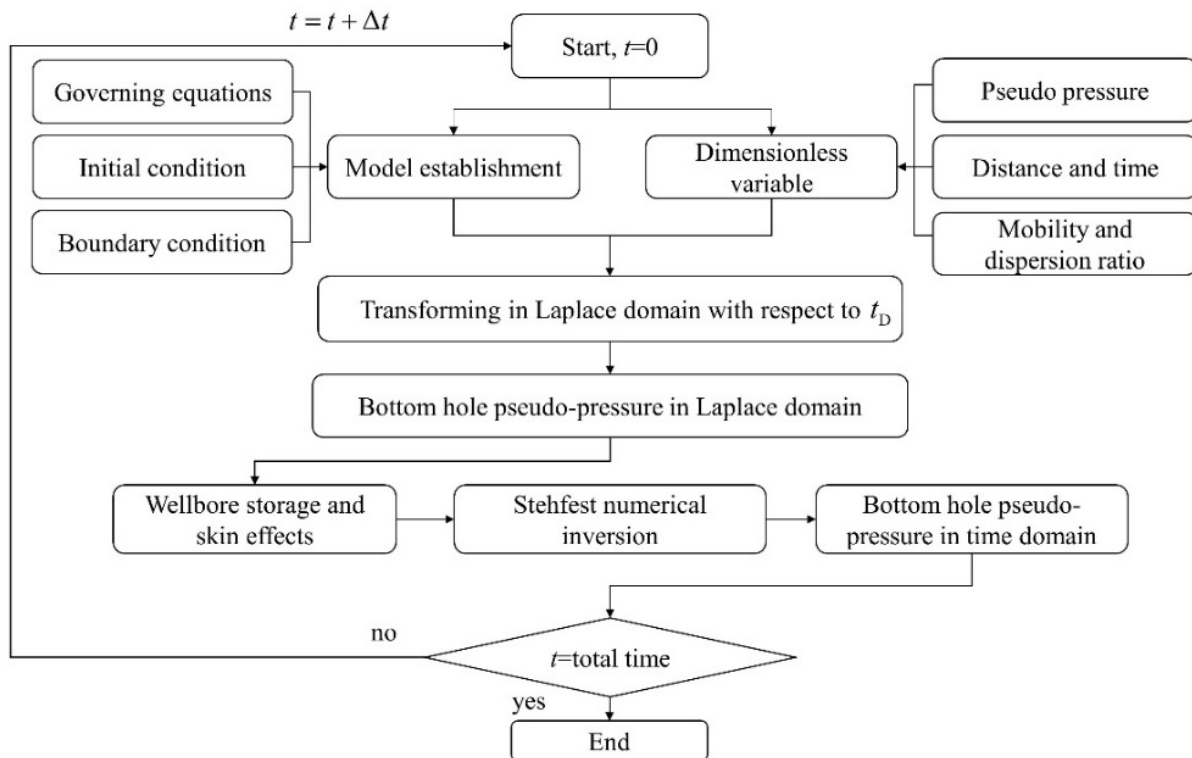 t = t + Δt
Start, t=0
Governing equations
Initial condition
Boundary condition
Model establishment
Dimensionless
variable
Pseudo pressure
Distance and time
Mobility and
dispersion ratio
Transforming in Laplace domain with respect to t_D
Bottom hole pseudo-pressure in Laplace domain
Wellbore storage and
skin effects
Stehfest numerical
inversion
Bottom hole pseudo-
pressure in time domain
no
t=total time
yes
End